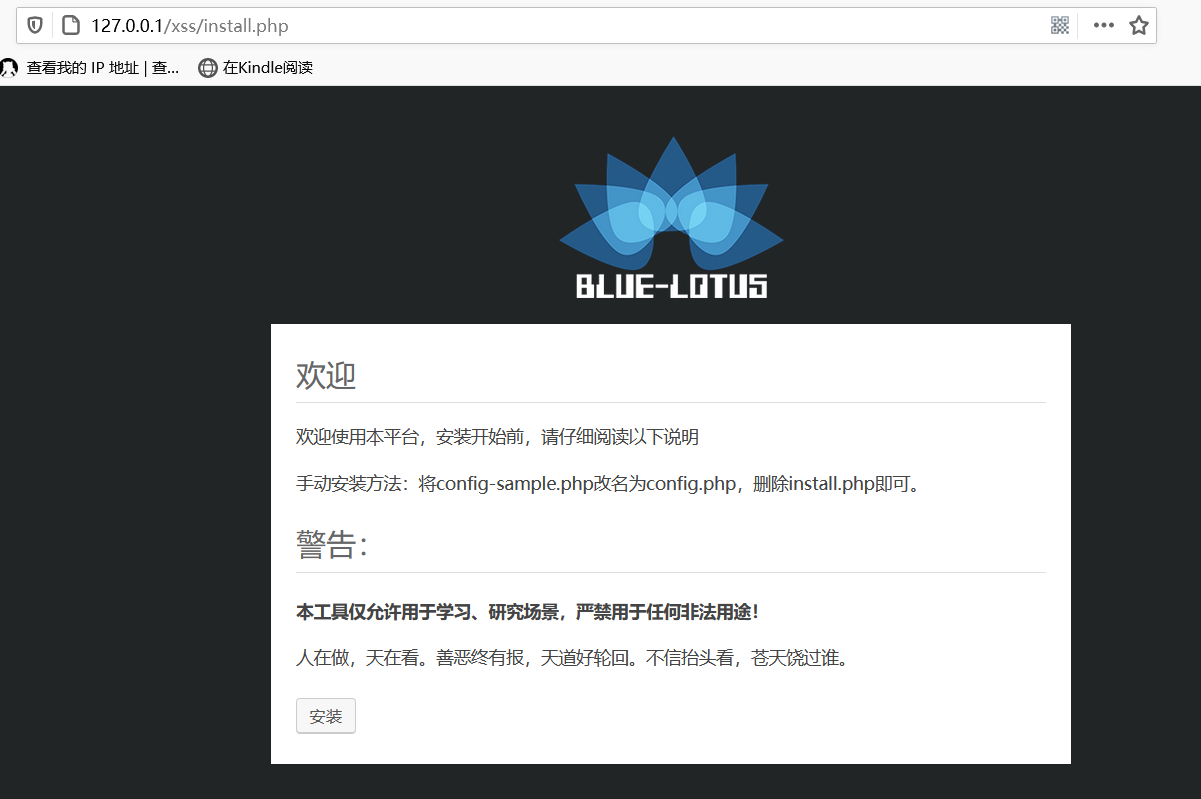 127.0.0.1/xss/install.php
查看我的 IP 地址 | 查...
在Kindle阅读
BLUE-LOTUS
欢迎
欢迎使用本平台，安装开始前，请仔细阅读以下说明
手动安装方法：将config-sample.php改名为config.php，删除install.php即可。
警告：
本工具仅允许用于学习、研究场景，严禁用于任何非法用途！
人在做，天在看。善恶终有报，天道好轮回。不信抬头看，苍天饶过谁。
安装